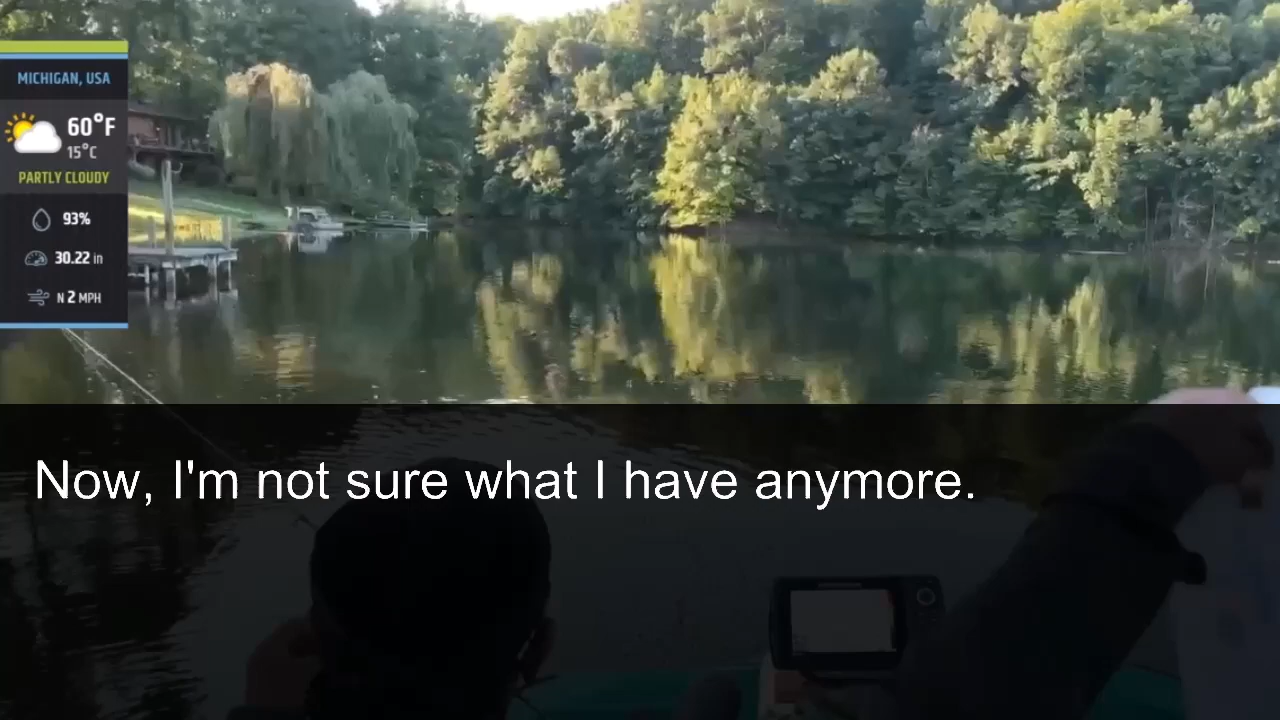 MICHIGAN, USA
60°F
15°C
PARTLY CLOUDY
93%
30.22 in
N 2 MPH
Now, I'm not sure what I have anymore.